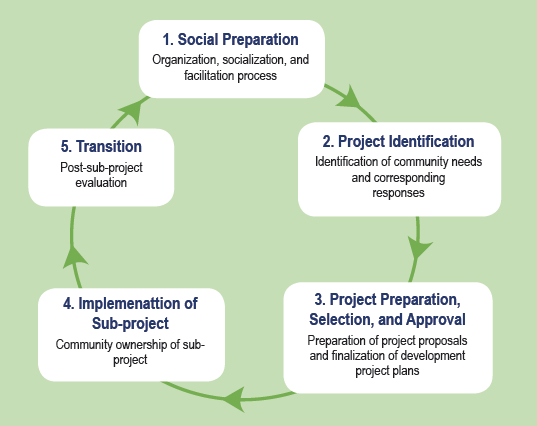 1. Social Preparation
Organization, socialization, and
facilitation process
2. Project Identification
Identification of community needs
and corresponding
responses
3. Project Preparation,
Selection, and Approval
Preparation of project proposals
and finalization of development
project plans
4. Implemenattion of
Sub-project
Community ownership of sub-
project
5. Transition
Post-sub-project
evaluation